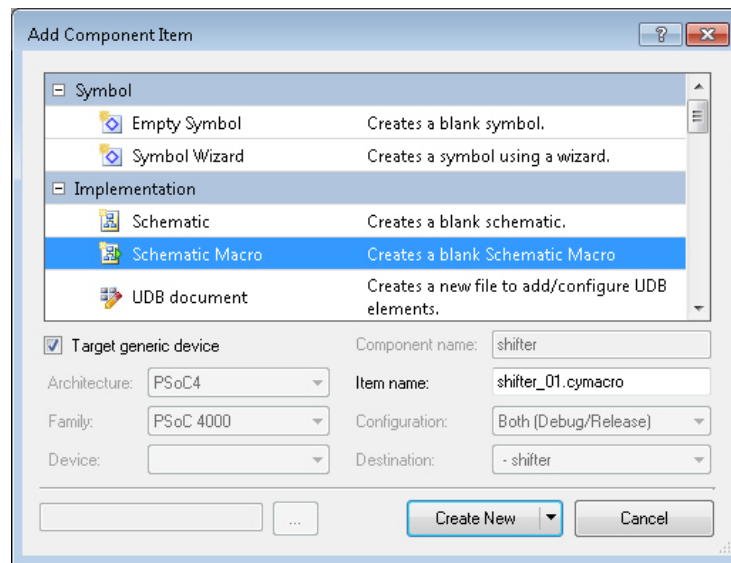 Add Component Item
Symbol
Empty Symbol Creates a blank symbol.
Symbol Wizard Creates a symbol using a wizard.
Implementation
Schematic Creates a blank schematic.
Schematic Macro Creates a blank Schematic Macro
UDB document Creates a new file to add/configure UDB
elements.
Target generic device Component name: shifter
Architecture: PSoC4 Item name: shifter_01.cymacro
Family: PSoC 4000 Configuration: Both (Debug/Release)
Device: Destination: - shifter
... Create New Cancel